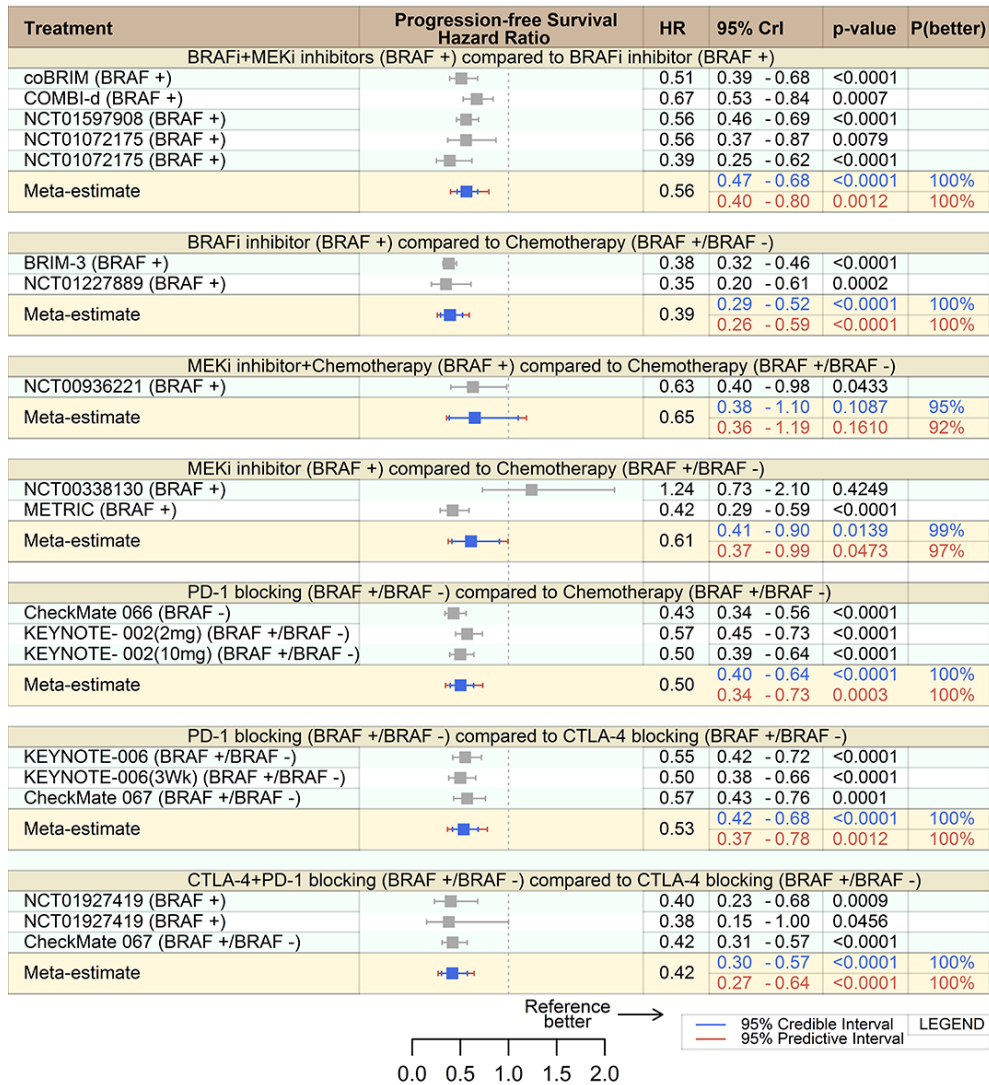 Treatment Progression-free Survival Hazard Ratio HR 95% CrI p-value P(better)
BRAFi+MEKi inhibitors (BRAF +) compared to BRAFi inhibitor (BRAF +)
coBRIM (BRAF +) 0.51 0.39 - 0.68 <0.0001
COMBI-d (BRAF +) 0.67 0.53 - 0.84 0.0007
NCT01597908 (BRAF +) 0.56 0.46 - 0.69 <0.0001
NCT01072175 (BRAF +) 0.56 0.37 - 0.87 0.0079
NCT01072175 (BRAF +) 0.39 0.25 - 0.62 <0.0001
Meta-estimate 0.56 0.47 - 0.68 <0.0001 100%
0.40 - 0.80 0.0012 100%
BRAFi inhibitor (BRAF +) compared to Chemotherapy (BRAF +/BRAF -)
BRIM-3 (BRAF +) 0.38 0.32 - 0.46 <0.0001
NCT01227889 (BRAF +) 0.35 0.20 - 0.61 0.0002
Meta-estimate 0.39 0.29 - 0.52 <0.0001 100%
0.26 - 0.59 <0.0001 100%
MEKi inhibitor+Chemotherapy (BRAF +) compared to Chemotherapy (BRAF +/BRAF -)
NCT00936221 (BRAF +) 0.63 0.40 - 0.98 0.0433
Meta-estimate 0.65 0.38 - 1.10 0.1087 95%
0.36 - 1.19 0.1610 92%
MEKi inhibitor (BRAF +) compared to Chemotherapy (BRAF +/BRAF -)
NCT00338130 (BRAF +) 1.24 0.73 - 2.10 0.4249
METRIC (BRAF +) 0.42 0.29 - 0.59 <0.0001
Meta-estimate 0.61 0.41 - 0.90 0.0139 99%
0.37 - 0.99 0.0473 97%
PD-1 blocking (BRAF +/BRAF -) compared to Chemotherapy (BRAF +/BRAF -)
CheckMate 066 (BRAF -) 0.43 0.34 - 0.56 <0.0001
KEYNOTE- 002(2mg) (BRAF +/BRAF -) 0.57 0.45 - 0.73 <0.0001
KEYNOTE- 002(10mg) (BRAF +/BRAF -) 0.50 0.39 - 0.64 <0.0001
Meta-estimate 0.50 0.40 - 0.64 <0.0001 100%
0.34 - 0.73 0.0003 100%
PD-1 blocking (BRAF +/BRAF -) compared to CTLA-4 blocking (BRAF +/BRAF -)
KEYNOTE-006 (BRAF +/BRAF -) 0.55 0.42 - 0.72 <0.0001
KEYNOTE-006(3Wk) (BRAF +/BRAF -) 0.50 0.38 - 0.66 <0.0001
CheckMate 067 (BRAF +/BRAF -) 0.57 0.43 - 0.76 0.0001
Meta-estimate 0.53 0.42 - 0.68 <0.0001 100%
0.37 - 0.78 0.0012 100%
CTLA-4+PD-1 blocking (BRAF +/BRAF -) compared to CTLA-4 blocking (BRAF +/BRAF -)
NCT01927419 (BRAF +) 0.40 0.23 - 0.68 0.0009
NCT01927419 (BRAF +) 0.38 0.15 - 1.00 0.0456
CheckMate 067 (BRAF +/BRAF -) 0.42 0.31 - 0.57 <0.0001
Meta-estimate 0.42 0.30 - 0.57 <0.0001 100%
0.27 - 0.64 <0.0001 100%
Reference better →
95% Credible Interval LEGEND
95% Predictive Interval
0.0 0.5 1.0 1.5 2.0